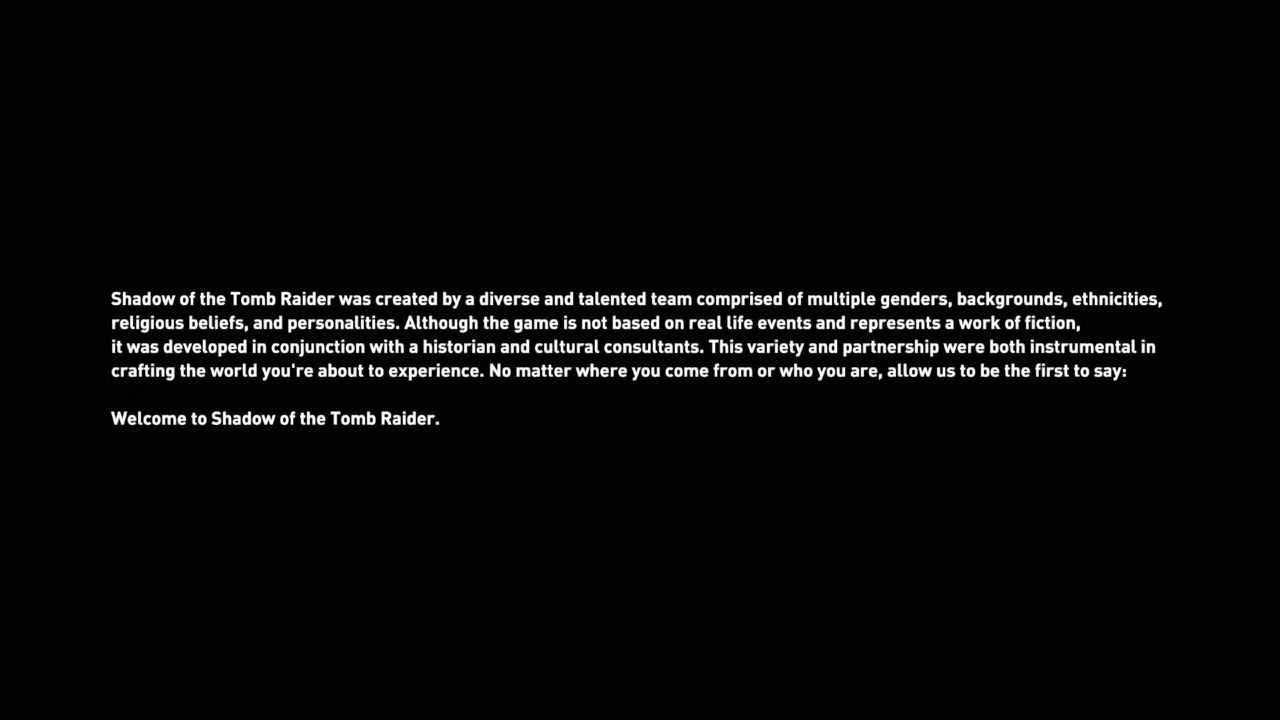 Shadow of the Tomb Raider was created by a diverse and talented team comprised of multiple genders, backgrounds, ethnicities,
religious beliefs, and personalities. Although the game is not based on real life events and represents a work of fiction,
it was developed in conjunction with a historian and cultural consultants. This variety and partnership were both instrumental in
crafting the world you're about to experience. No matter where you come from or who you are, allow us to be the first to say:
Welcome to Shadow of the Tomb Raider.